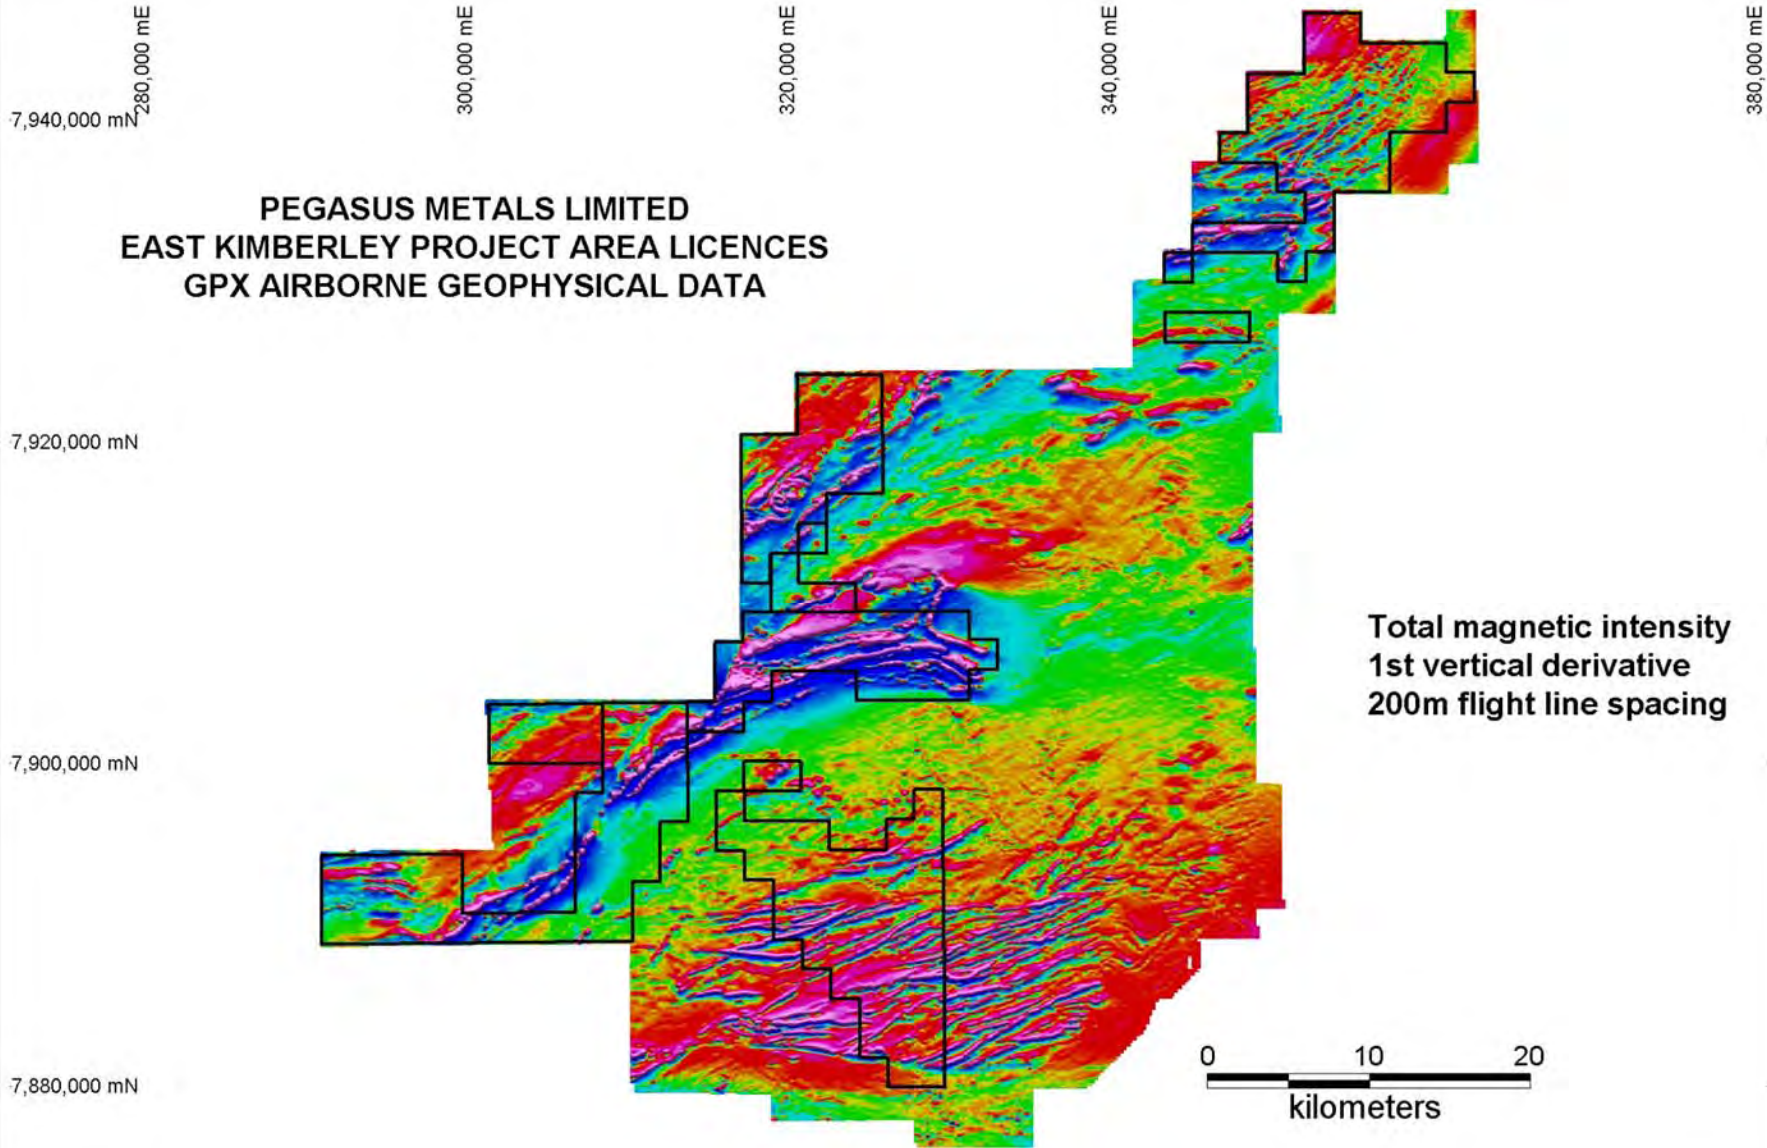 280,000 mE
300,000 mE
320,000 mE
340,000 mE
380,000 mE
7,940,000 mN
PEGASUS METALS LIMITED
EAST KIMBERLEY PROJECT AREA LICENCES
GPX AIRBORNE GEOPHYSICAL DATA
7,920,000 mN
Total magnetic intensity
1st vertical derivative
200m flight line spacing
7,900,000 mN
0 10 20
kilometers
7,880,000 mN